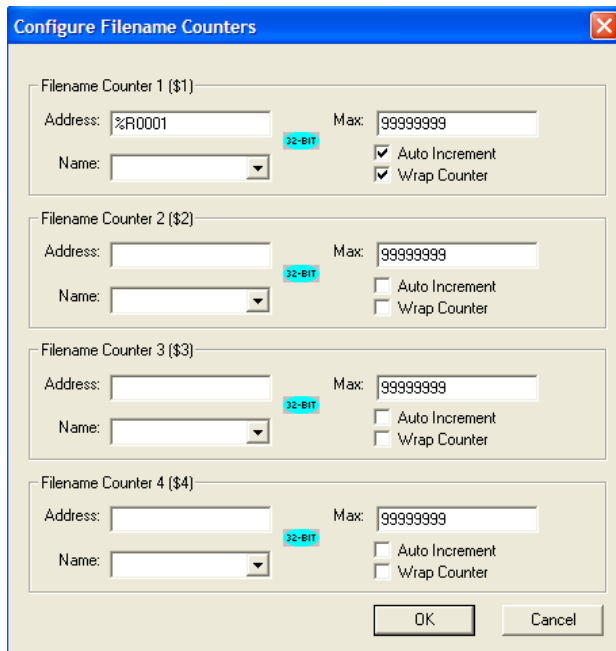 Configure Filename Counters
Filename Counter 1 ($1)
Address: %R0001 32-BIT Max: 99999999
Name: Auto Increment
Wrap Counter
Filename Counter 2 ($2)
Address: 32-BIT Max: 99999999
Name: Auto Increment
Wrap Counter
Filename Counter 3 ($3)
Address: 32-BIT Max: 99999999
Name: Auto Increment
Wrap Counter
Filename Counter 4 ($4)
Address: 32-BIT Max: 99999999
Name: Auto Increment
Wrap Counter
OK Cancel